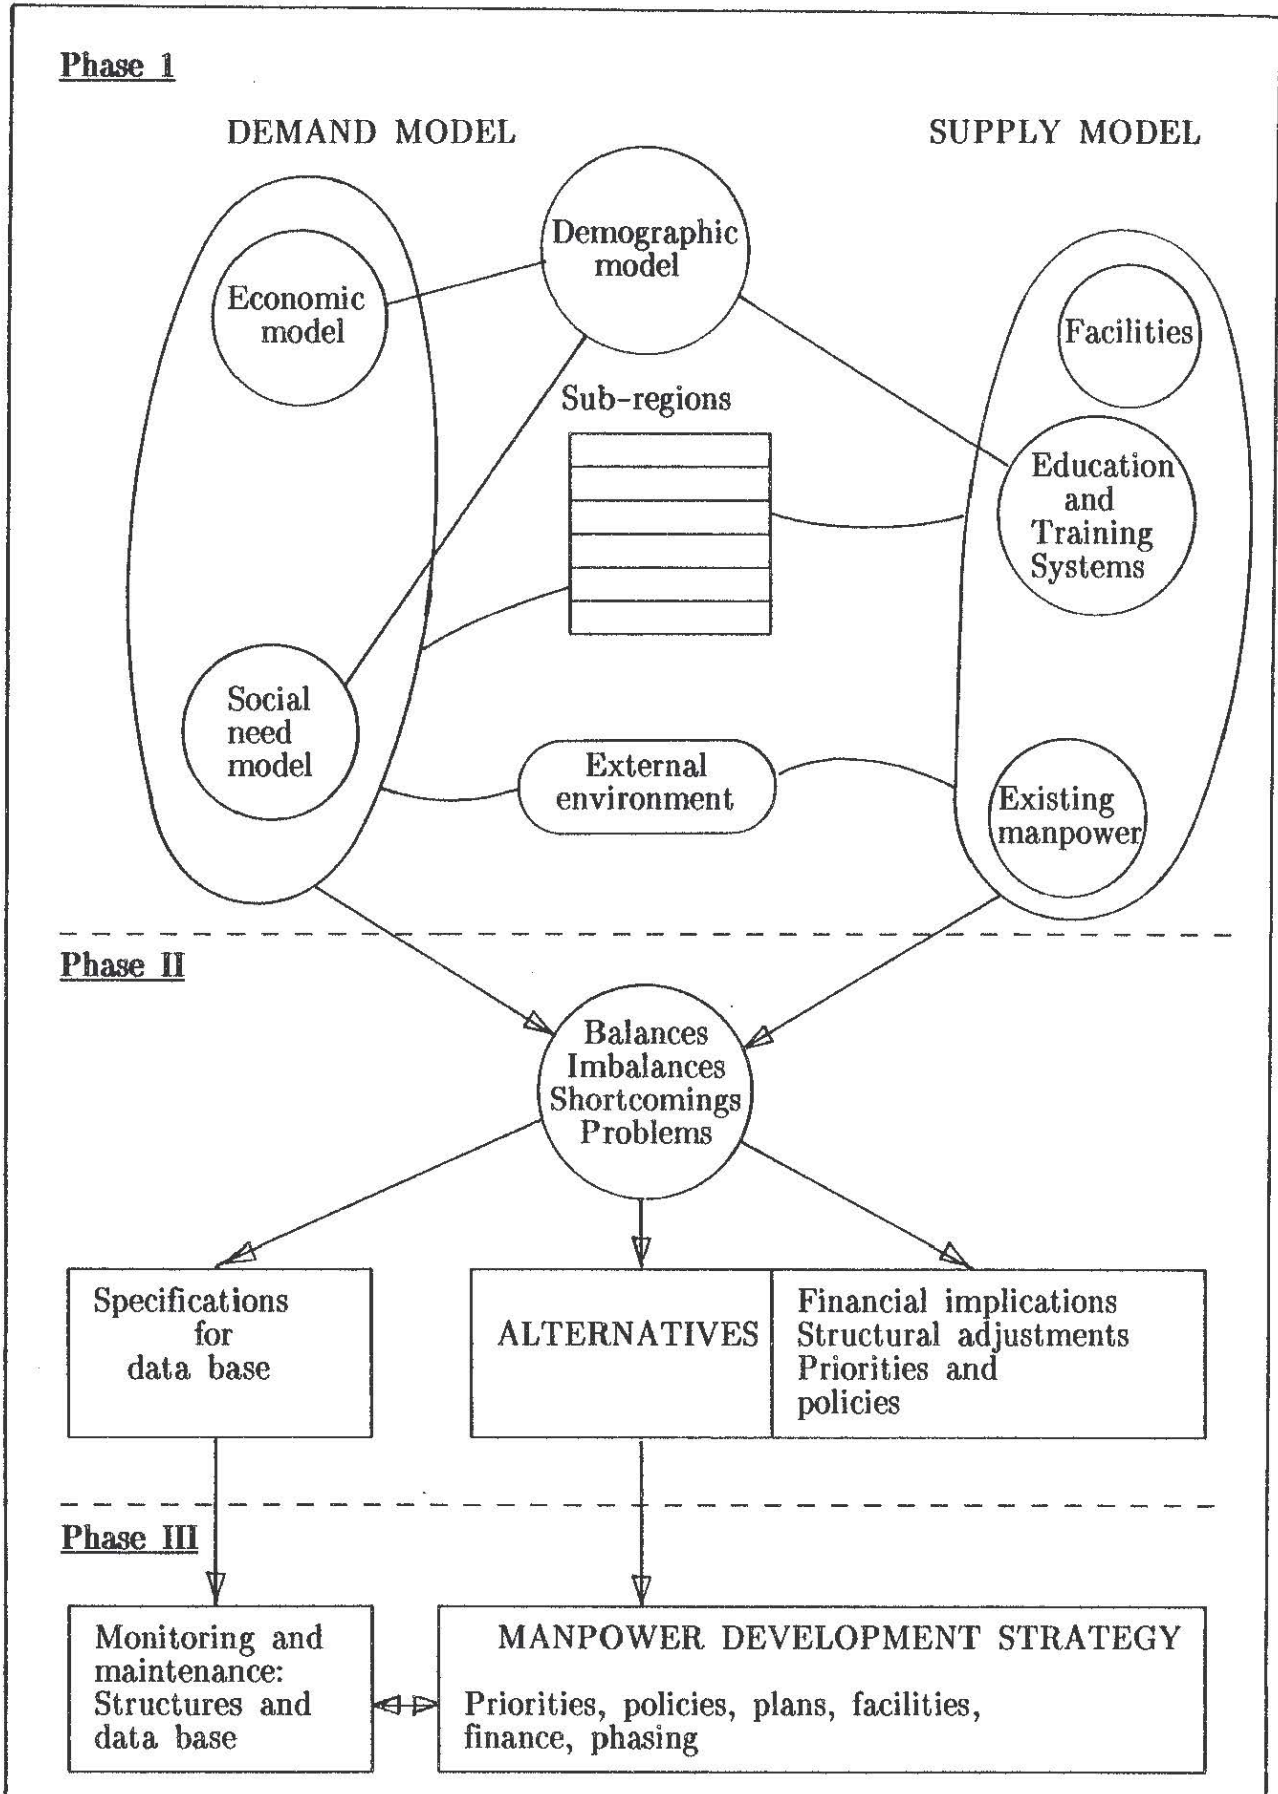 Phase 1
DEMAND MODEL
SUPPLY MODEL
Demographic
model
Economic
model
Facilities
Sub-regions
Education
and
Training
Systems
Social
need
model
External
environment
Existing
manpower
Phase II
Balances
Imbalances
Shortcomings
Problems
Specifications
for
data base
ALTERNATIVES
Financial implications
Structural adjustments
Priorities and
policies
Phase III
Monitoring and
maintenance:
Structures and
data base
MANPOWER DEVELOPMENT STRATEGY
Priorities, policies, plans, facilities,
finance, phasing